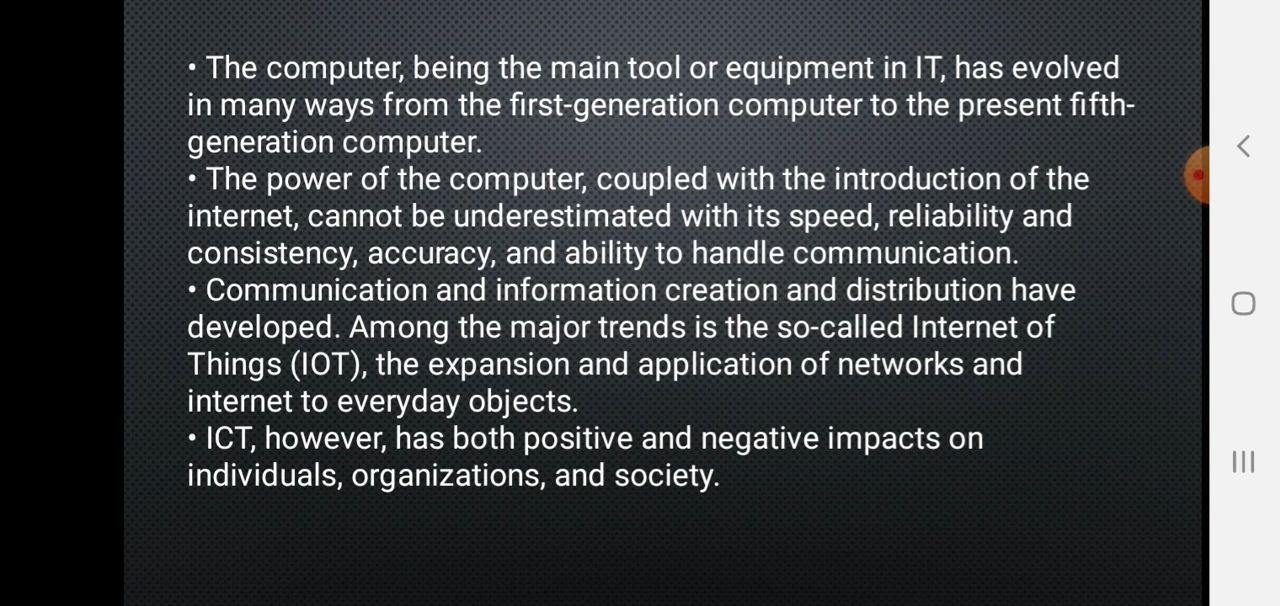 • The computer, being the main tool or equipment in IT, has evolved
in many ways from the first-generation computer to the present fifth-
generation computer.
• The power of the computer, coupled with the introduction of the
internet, cannot be underestimated with its speed, reliability and
consistency, accuracy, and ability to handle communication.
• Communication and information creation and distribution have
developed. Among the major trends is the so-called Internet of
Things (IOT), the expansion and application of networks and
internet to everyday objects.
• ICT, however, has both positive and negative impacts on
individuals, organizations, and society.